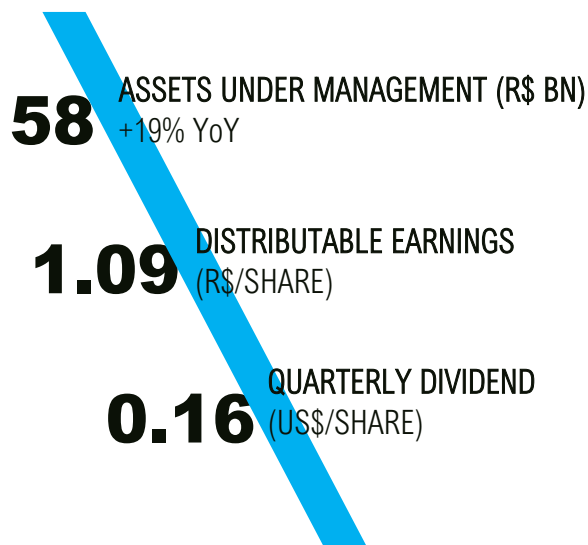 58
ASSETS UNDER MANAGEMENT (R$ BN)
+19% YoY
1.09
DISTRIBUTABLE EARNINGS
(R$/SHARE)
0.16
QUARTERLY DIVIDEND
(US$/SHARE)